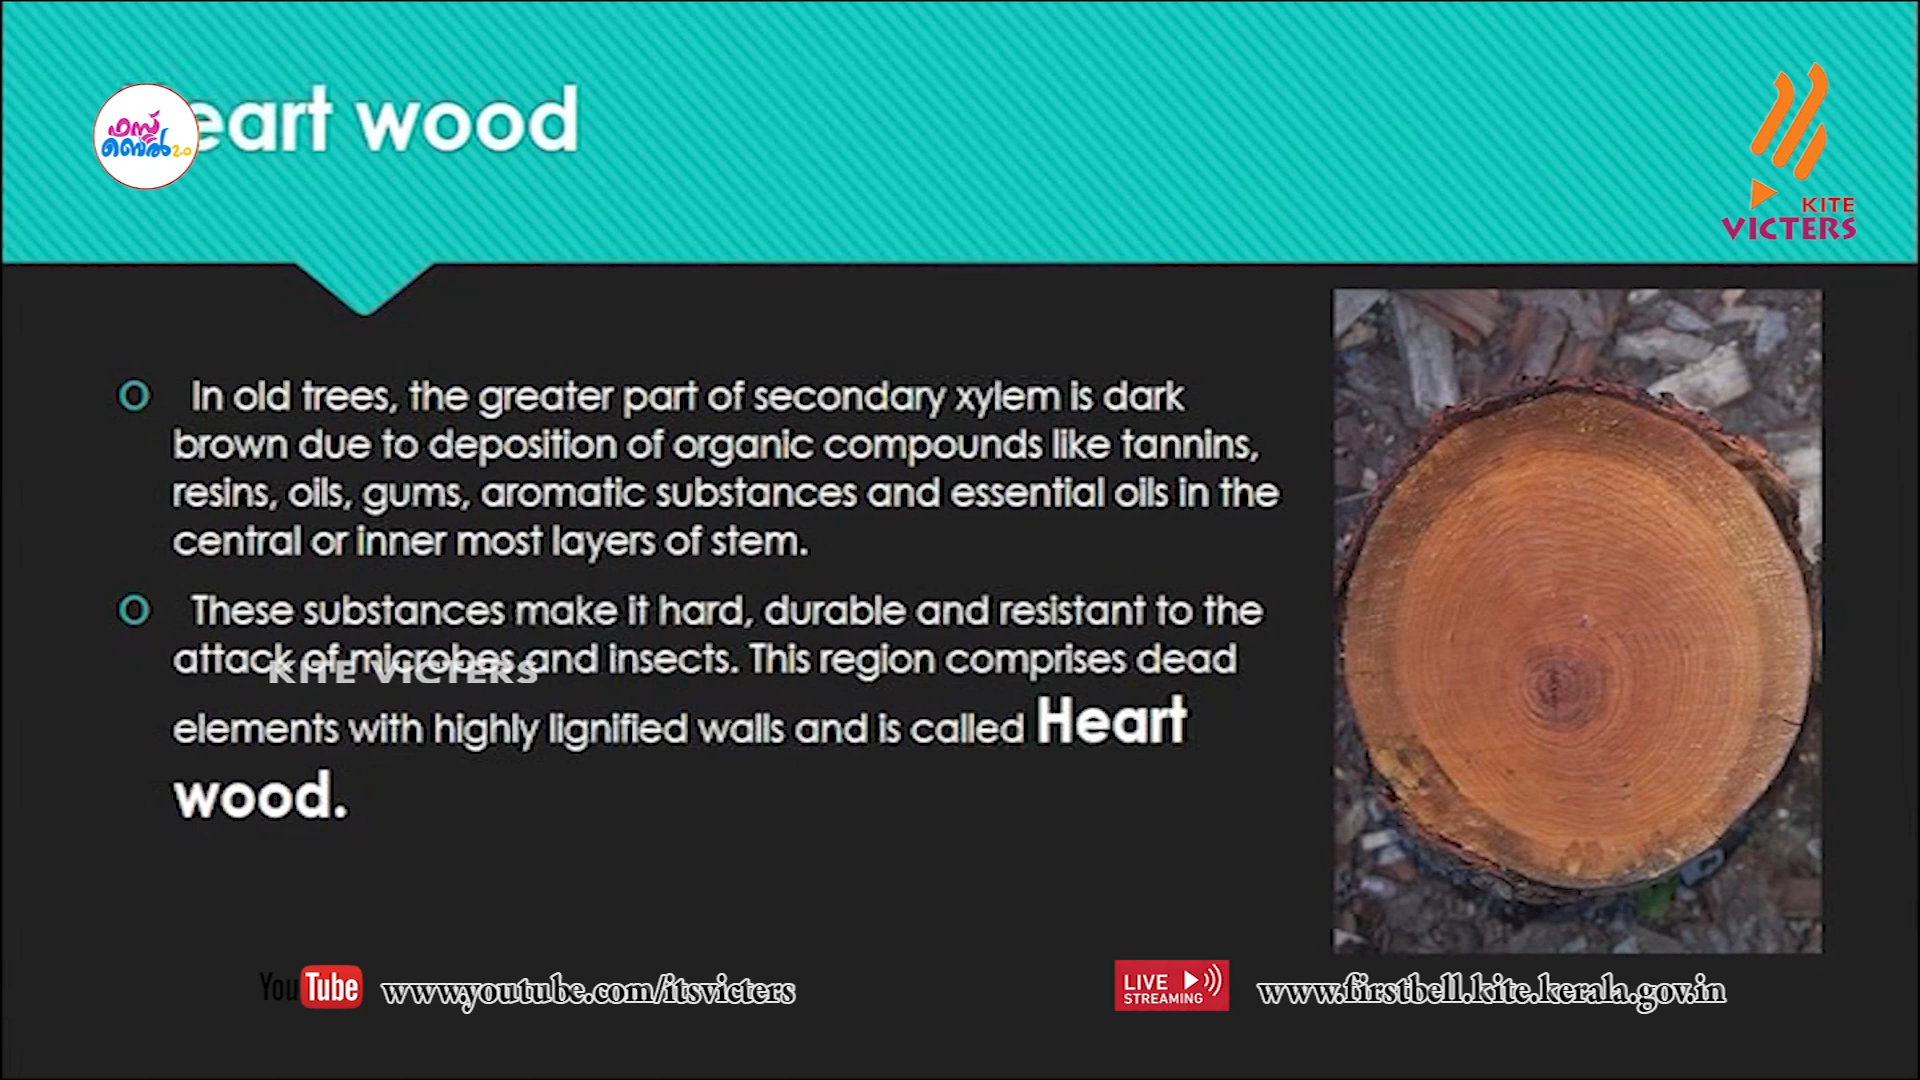 eart wood
ഫസ്റ്റ്
ബെൽ 2.0
KITE
VICTERS
In old trees, the greater part of secondary xylem is dark
brown due to deposition of organic compounds like tannins,
resins, oils, gums, aromatic substances and essential oils in the
central or inner most layers of stem.
These substances make it hard, durable and resistant to the
attack of microbes and insects. This region comprises dead
KITE VICTERS
elements with highly lignified walls and is called Heart
wood.
YouTube www.youtube.com/itsvicters
LIVE
STREAMING
www.firstbell.kite.kerala.gov.in